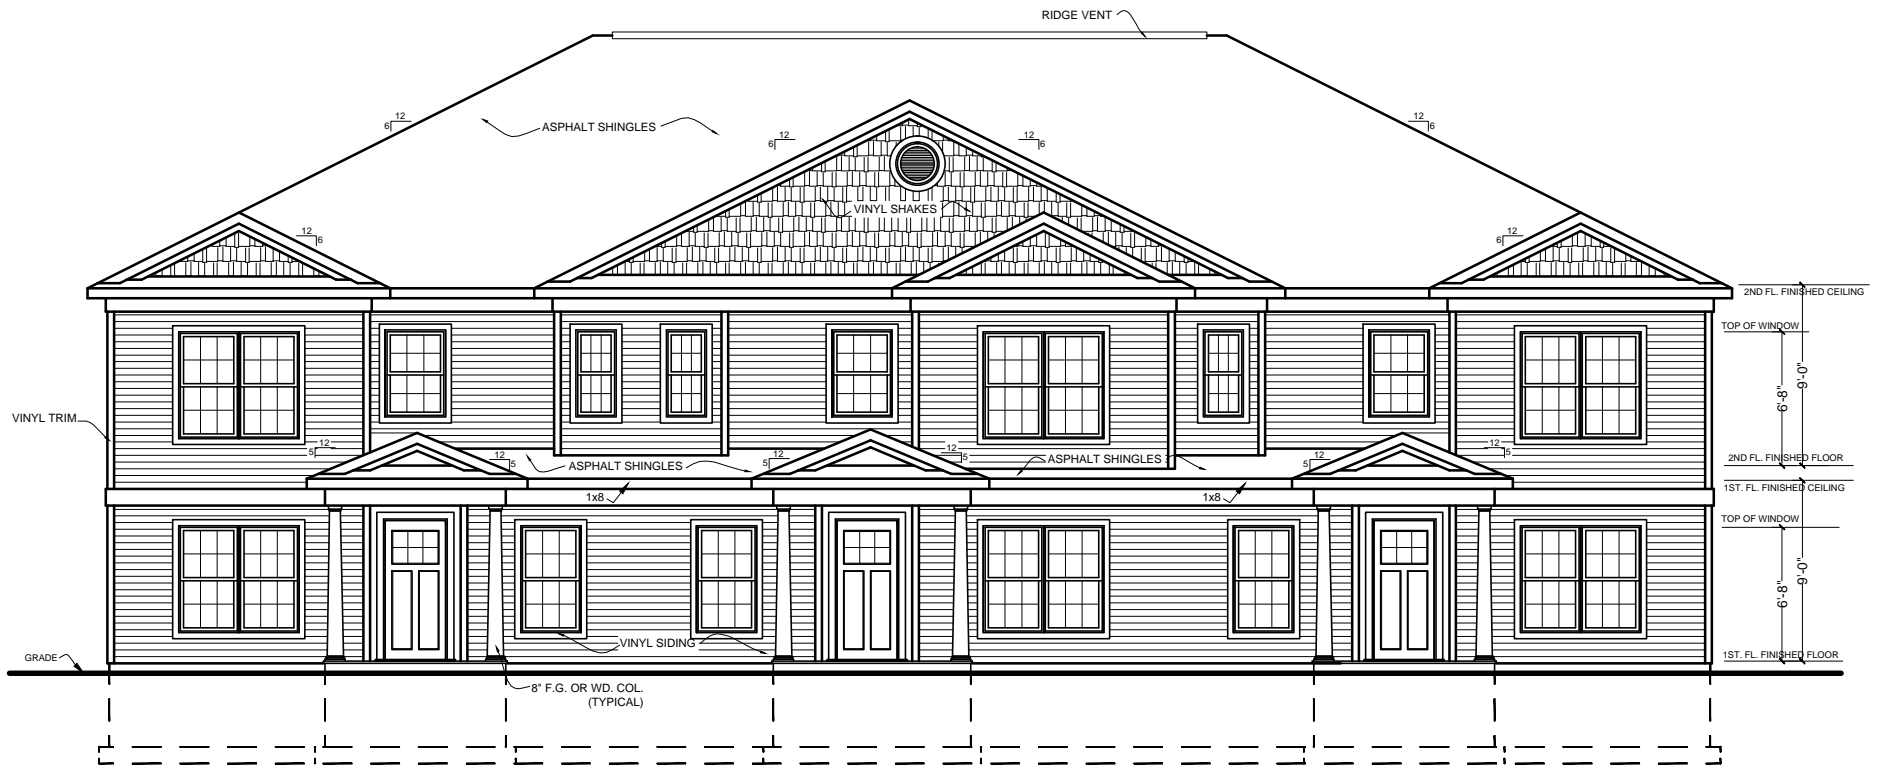 RIDGE VENT
12
6
ASPHALT SHINGLES
12
6
12
6
12
6
VINYL SHAKES
12
6
12
6
2ND FL. FINISHED CEILING
TOP OF WINDOW
9'-0"
6'-8"
VINYL TRIM
12
5
12
5
ASPHALT SHINGLES
12
5
12
5
ASPHALT SHINGLES
12
5
12
5
2ND FL. FINISHED FLOOR
1x8
1x8
1ST. FL. FINISHED CEILING
TOP OF WINDOW
9'-0"
6'-8"
VINYL SIDING
GRADE
1ST. FL. FINISHED FLOOR
8" F.G. OR WD. COL.
(TYPICAL)